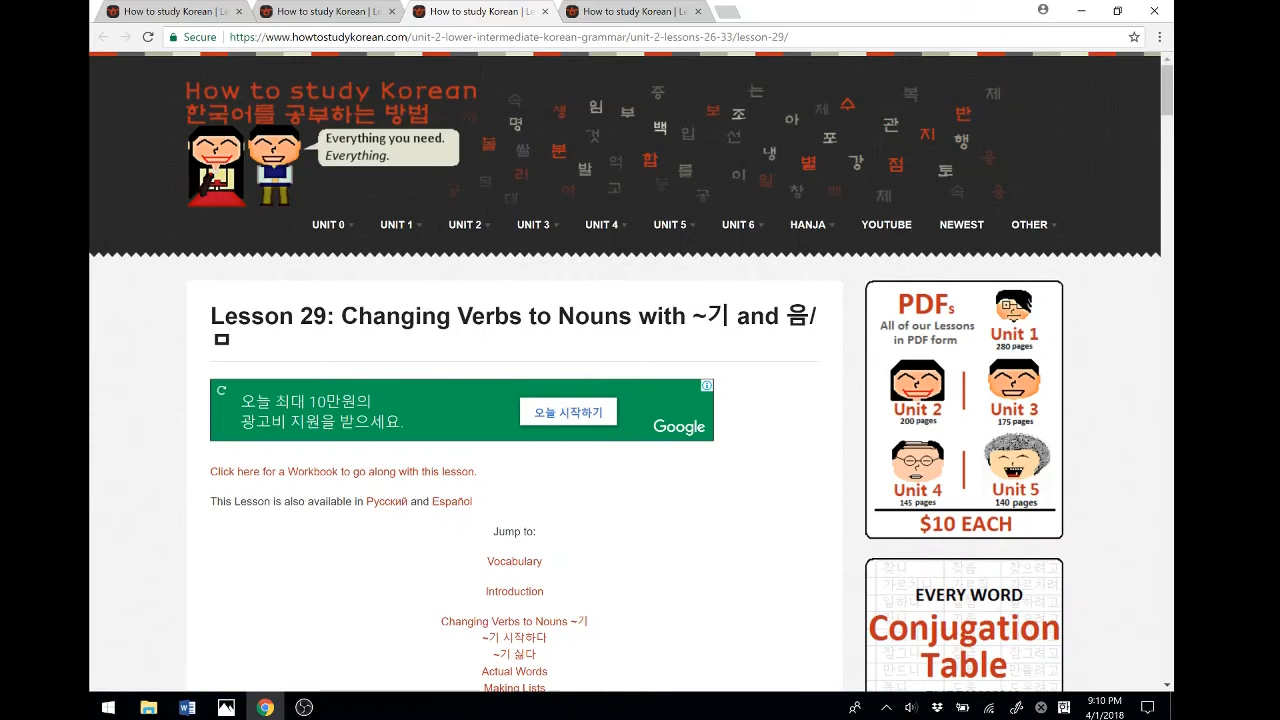 How to study Korean | Le
How to study Korean | Le
How to study Korean | Le
How to study Korean | Le
Secure
https://www.howtostudykorean.com/unit-2-lower-intermediate-korean-grammar/unit-2-lessons-26-33/lesson-29/
How to study Korean
한국어를 공부하는 방법
Everything you need.
Everything.
UNIT 0 UNIT 1 UNIT 2 UNIT 3 UNIT 4 UNIT 5 UNIT 6 HANJA YOUTUBE NEWEST OTHER
Lesson 29: Changing Verbs to Nouns with ~기 and 음/
ㅁ
오늘 최대 10만원의
광고비 지원을 받으세요.
오늘 시작하기
Google
Click here for a Workbook to go along with this lesson.
This Lesson is also available in Русский and Español
Jump to:
Vocabulary
Introduction
Changing Verbs to Nouns ~기
~기 시작하다
~기 싫다
Actual Words
Making Lists
PDFs
All of our Lessons
in PDF form
Unit 1
280 pages
Unit 2
200 pages
Unit 3
175 pages
Unit 4
145 pages
Unit 5
140 pages
$10 EACH
EVERY WORD
Conjugation
Table
9:10 PM
4/1/2018